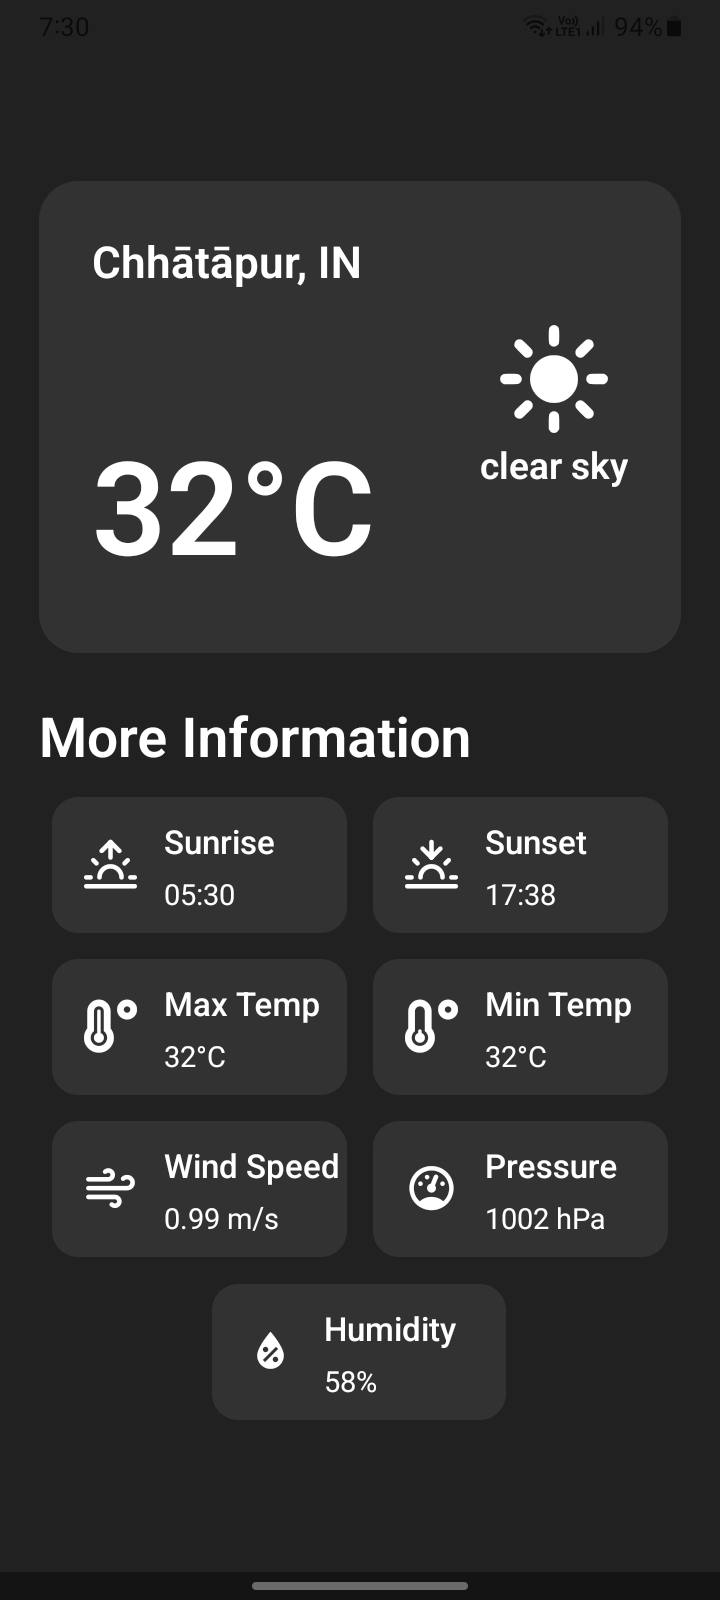 7:30 Vo) LTE1 94%
Chhātāpur, IN
clear sky
32°C
More Information
Sunrise
05:30
Sunset
17:38
Max Temp
32°C
Min Temp
32°C
Wind Speed
0.99 m/s
Pressure
1002 hPa
Humidity
58%